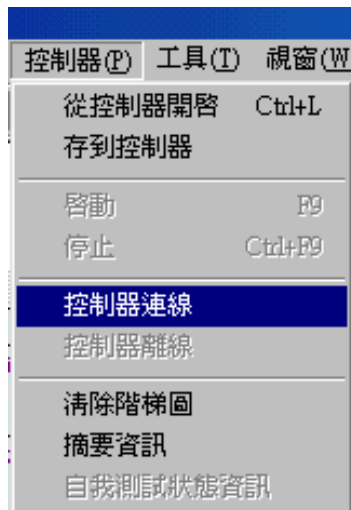 控制器(P) 工具(T) 視窗(W
從控制器開啓 Ctrl+L
存到控制器
啓動 F9
停止 Ctrl+F9
控制器連線
控制器離線
清除階梯圖
摘要資訊
自我測試狀態資訊